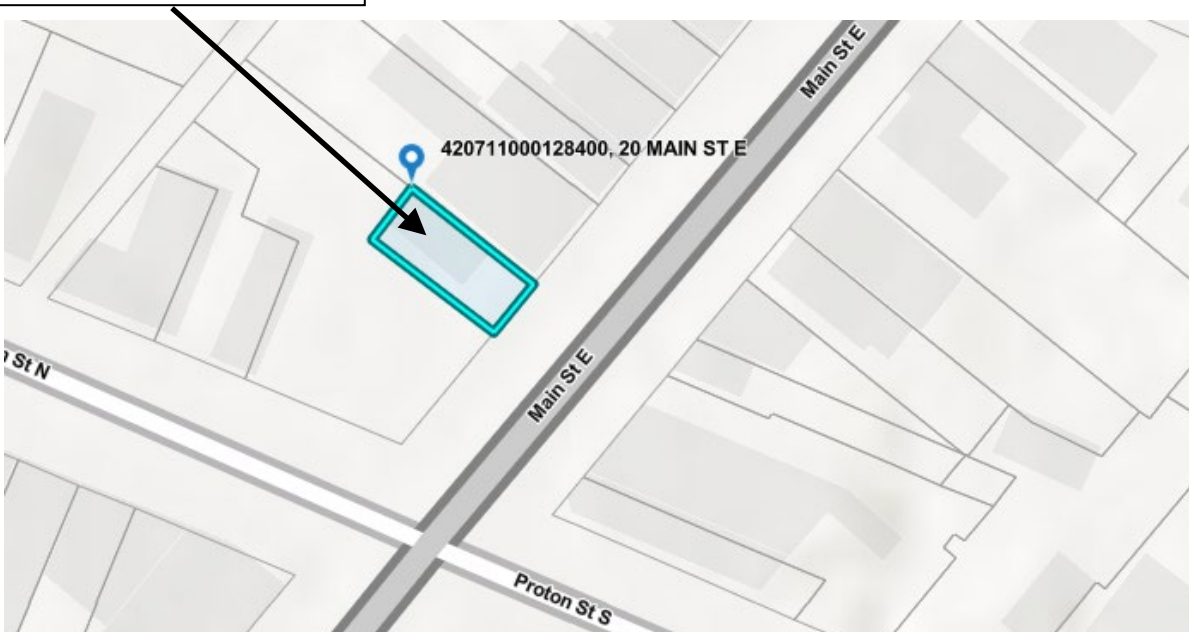 Main St E
420711000128400, 20 MAIN ST E
Main St E
St N
Proton St S